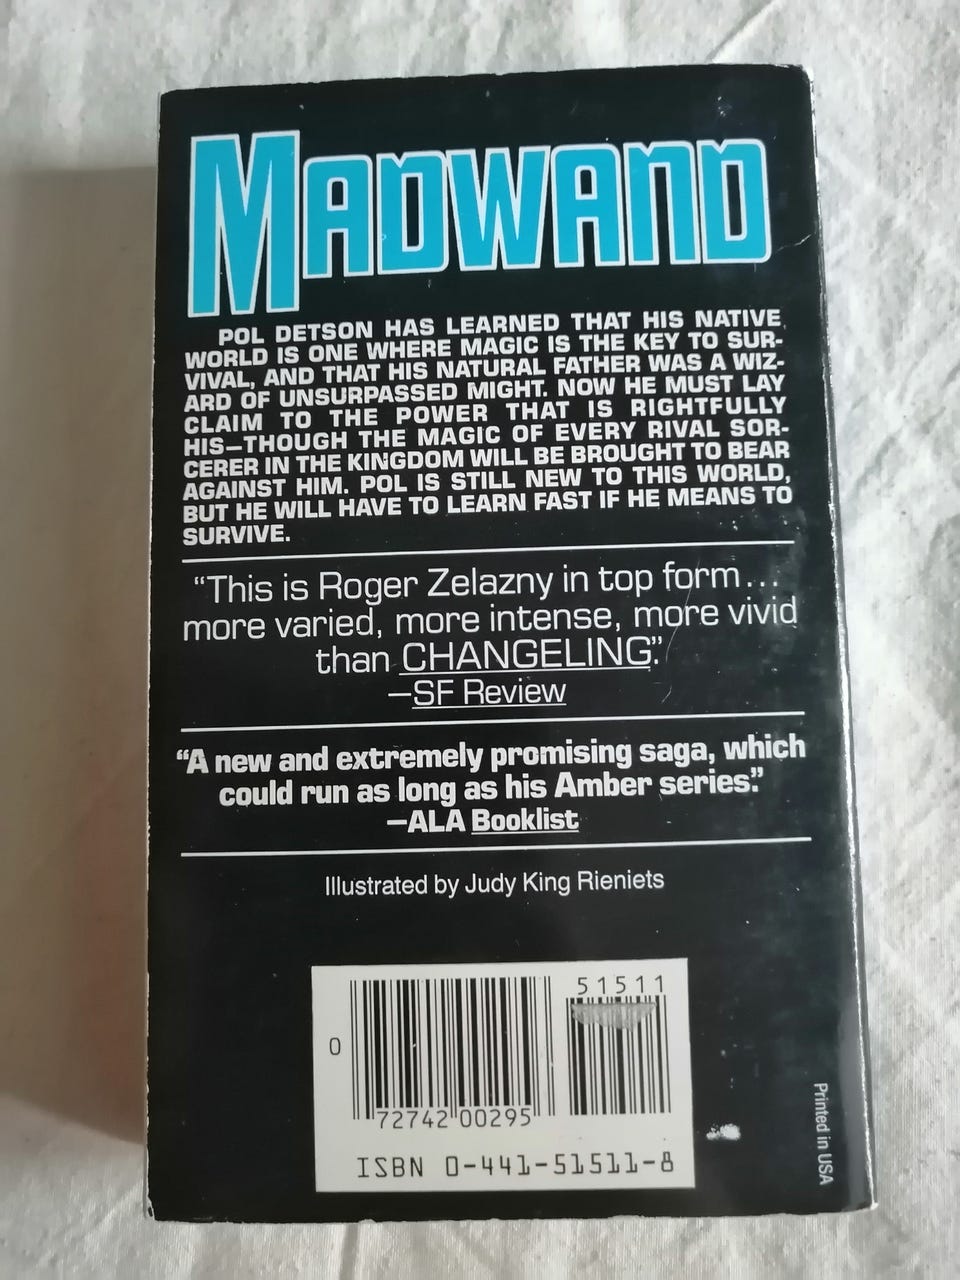 MADWAND
POL DETSON HAS LEARNED THAT HIS NATIVE
WORLD IS ONE WHERE MAGIC IS THE KEY TO SUR-
VIVAL, AND THAT HIS NATURAL FATHER WAS A WIZ-
ARD OF UNSURPASSED MIGHT. NOW HE MUST LAY
CLAIM TO THE POWER THAT IS RIGHTFULLY
HIS—THOUGH THE MAGIC OF EVERY RIVAL SOR-
CERER IN THE KINGDOM WILL BE BROUGHT TO BEAR
AGAINST HIM. POL IS STILL NEW TO THIS WORLD,
BUT HE WILL HAVE TO LEARN FAST IF HE MEANS TO
SURVIVE.
“This is Roger Zelazny in top form...
more varied, more intense, more vivid
than CHANGELING.”
—SF Review
“A new and extremely promising saga, which
could run as long as his Amber series.”
—ALA Booklist
Illustrated by Judy King Rieniets
51511
0
72742 00295
ISBN 0-441-51511-8
Printed in USA